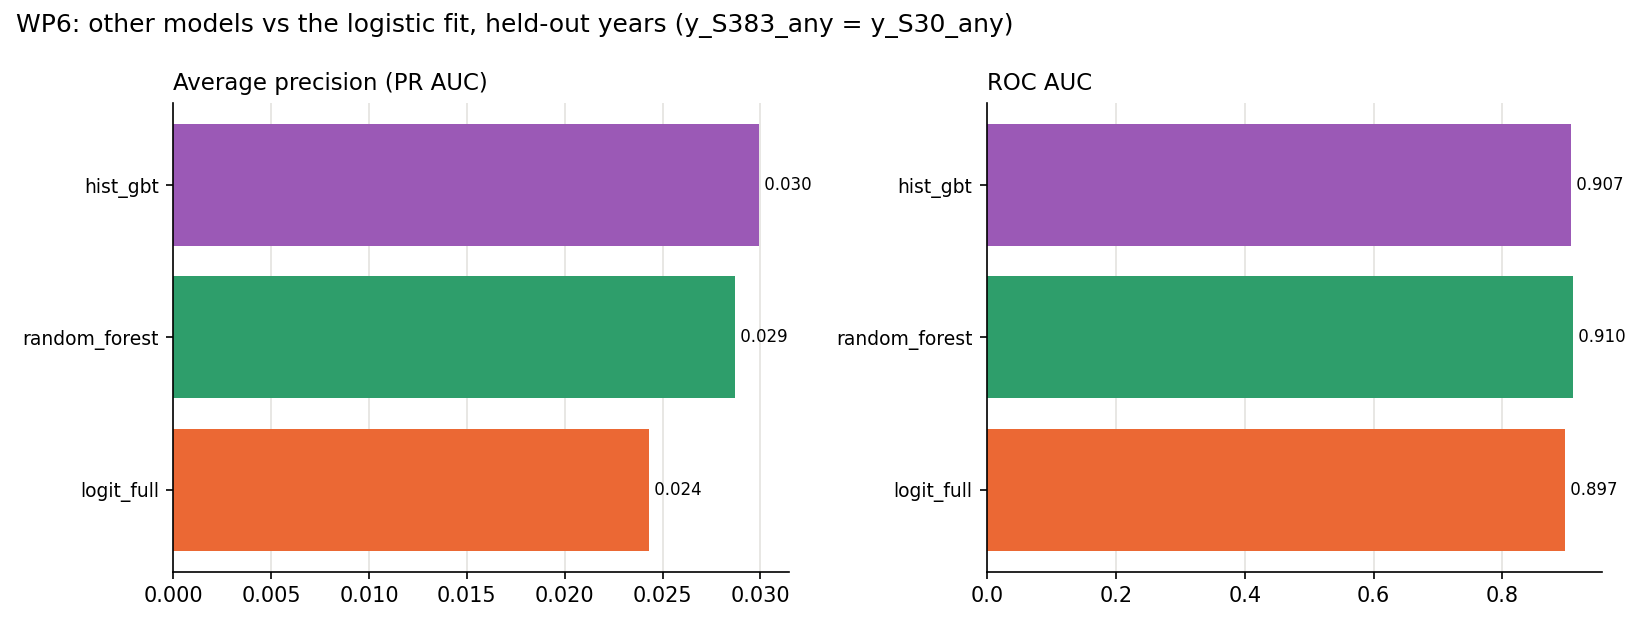 WP6: other models vs the logistic fit, held-out years (y_S383_any = y_S30_any)
Average precision (PR AUC)
hist_gbt
0.030
random_forest
0.029
logit_full
0.024
0.000 0.005 0.010 0.015 0.020 0.025 0.030
ROC AUC
hist_gbt
0.907
random_forest
0.910
logit_full
0.897
0.0 0.2 0.4 0.6 0.8